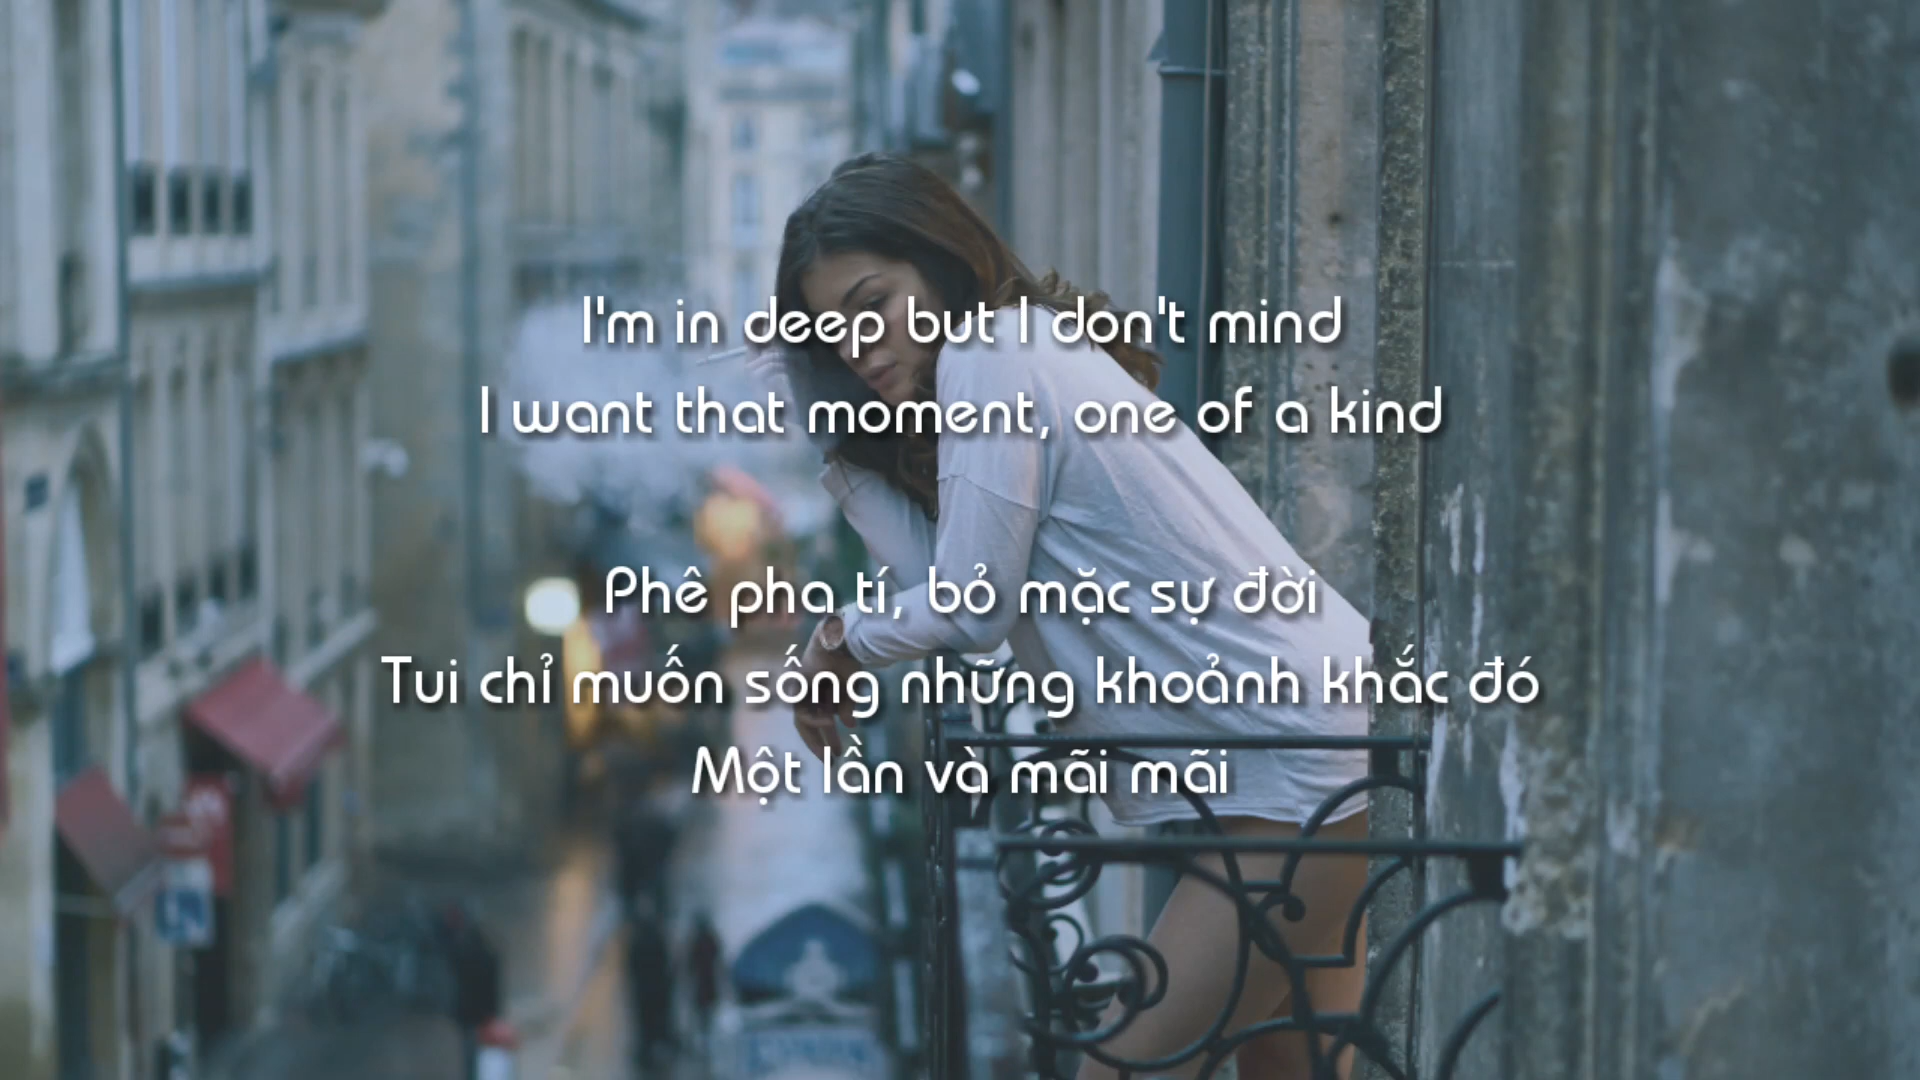 I'm in deep but I don't mind
I want that moment, one of a kind
Phê pha tí, bỏ mặc sự đời
Tui chỉ muốn sống những khoảnh khắc đó
Một lần và mãi mãi